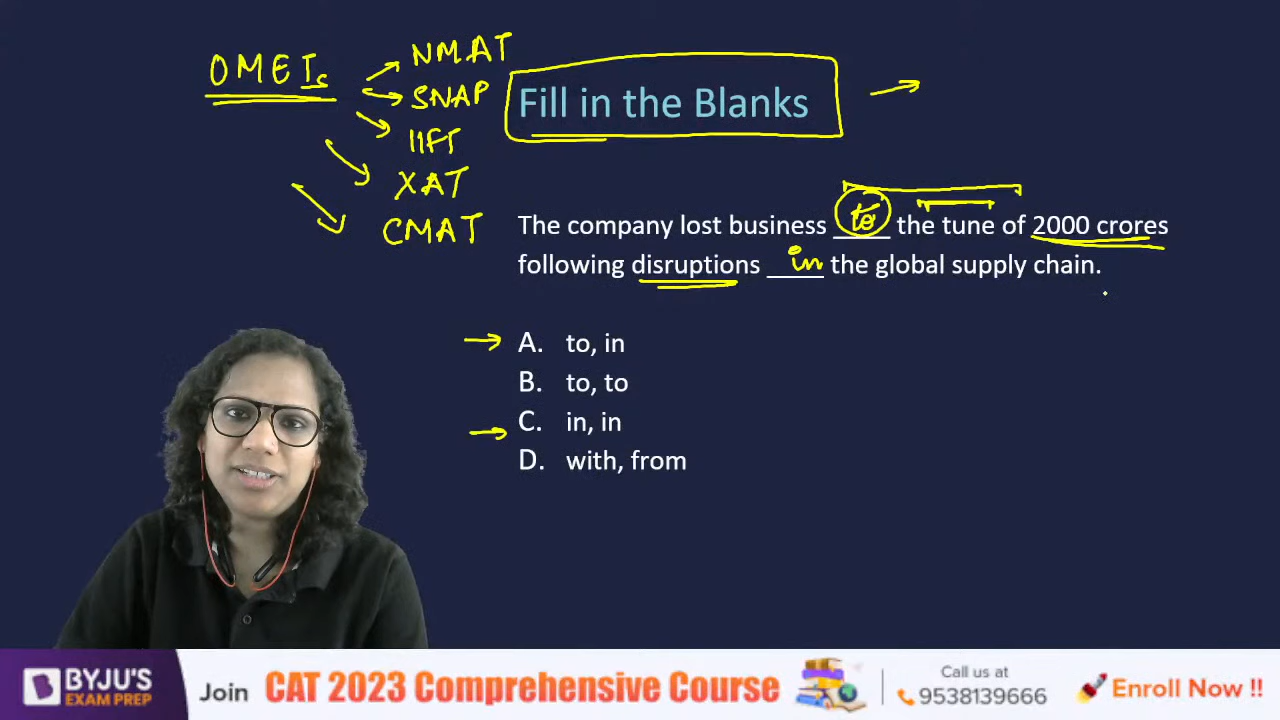 OMETs
NMAT
SNAP
IIFT
XAT
CMAT
Fill in the Blanks
The company lost business __to__ the tune of 2000 crores
following disruptions ____ in the global supply chain.
A. to, in
B. to, to
C. in, in
D. with, from
BYJU'S
EXAM PREP
Join CAT 2023 Comprehensive Course
Call us at
9538139666
Enroll Now !!